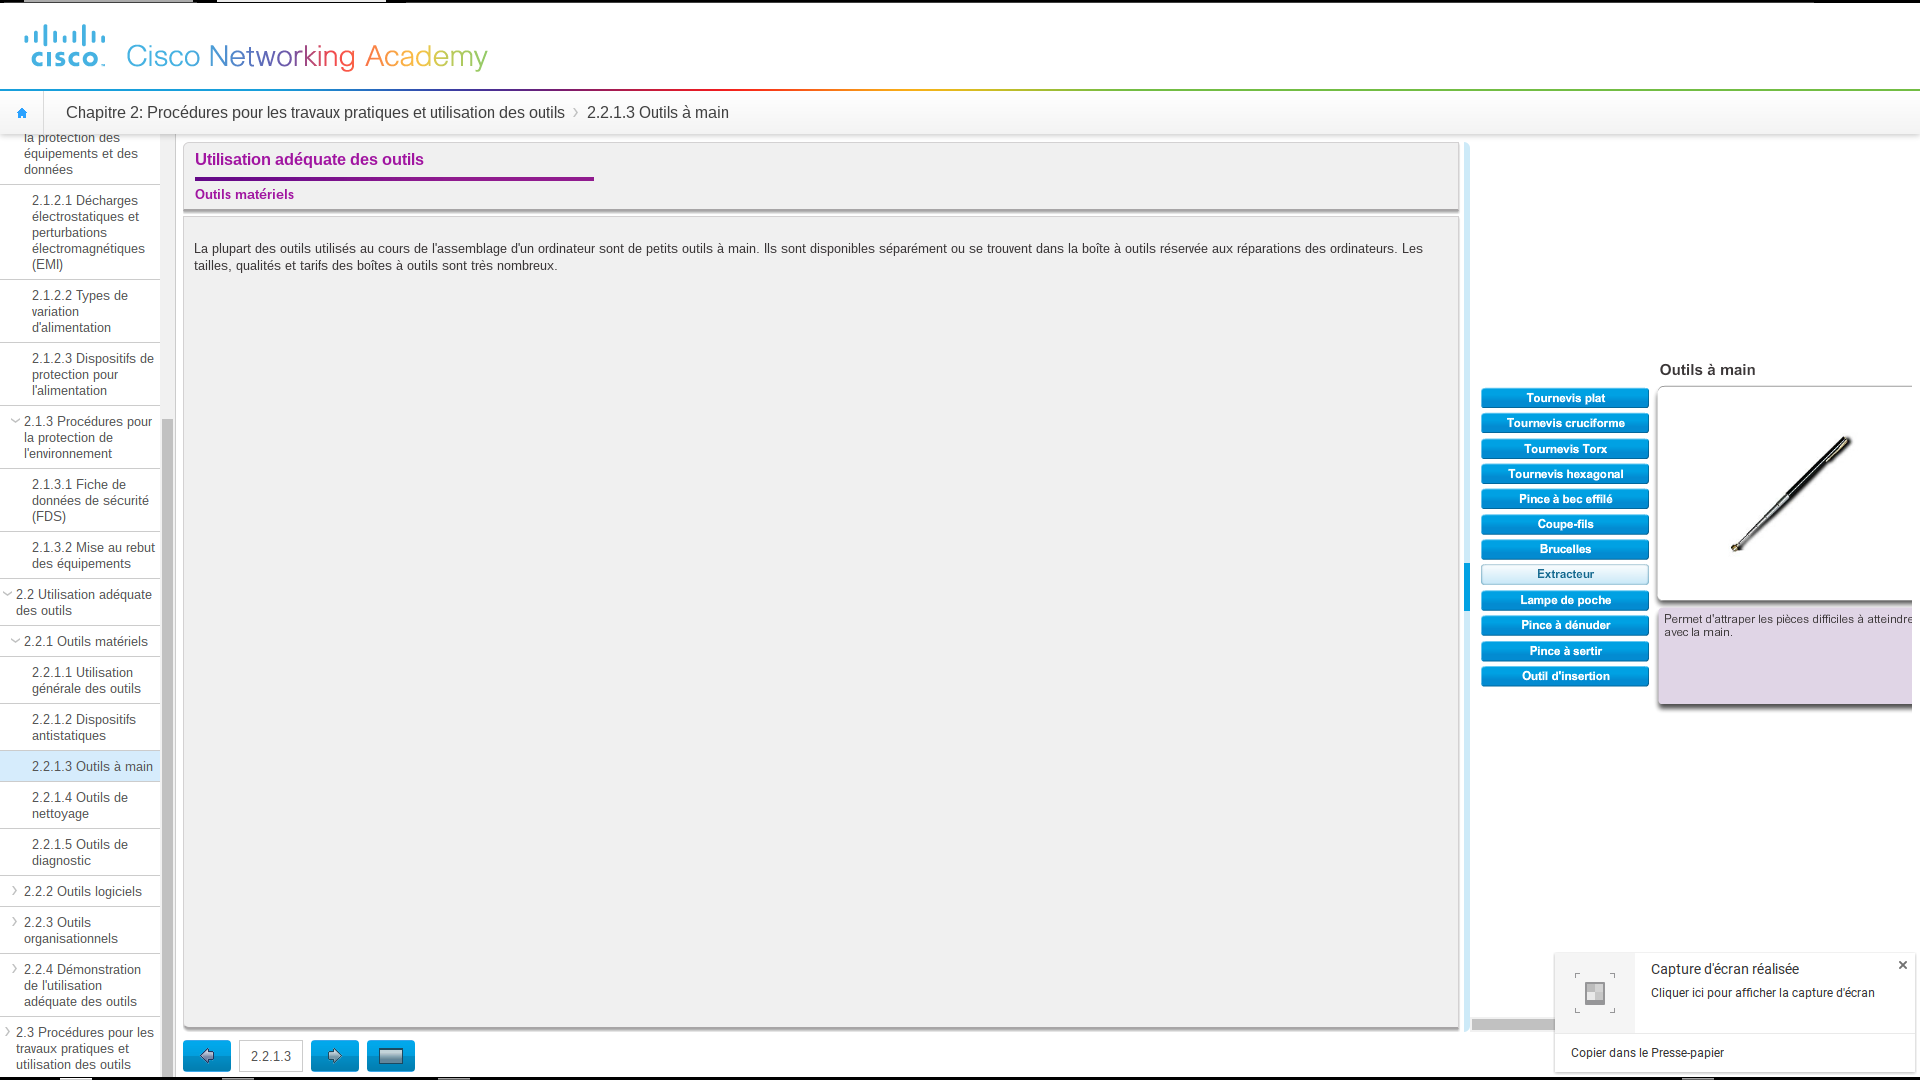 cisco
Cisco Networking Academy
Chapitre 2: Procédures pour les travaux pratiques et utilisation des outils
2.2.1.3 Outils à main
la protection des
équipements et des
données
2.1.2.1 Décharges
électrostatiques et
perturbations
électromagnétiques
(EMI)
2.1.2.2 Types de
variation
d'alimentation
2.1.2.3 Dispositifs de
protection pour
l'alimentation
2.1.3 Procédures pour
la protection de
l'environnement
2.1.3.1 Fiche de
données de sécurité
(FDS)
2.1.3.2 Mise au rebut
des équipements
2.2 Utilisation adéquate
des outils
2.2.1 Outils matériels
2.2.1.1 Utilisation
générale des outils
2.2.1.2 Dispositifs
antistatiques
2.2.1.3 Outils à main
2.2.1.4 Outils de
nettoyage
2.2.1.5 Outils de
diagnostic
2.2.2 Outils logiciels
2.2.3 Outils
organisationnels
2.2.4 Démonstration
de l'utilisation
adéquate des outils
2.3 Procédures pour les
travaux pratiques et
utilisation des outils
Utilisation adéquate des outils
Outils matériels
La plupart des outils utilisés au cours de l'assemblage d'un ordinateur sont de petits outils à main. Ils sont disponibles séparément ou se trouvent dans la boîte à outils réservée aux réparations des ordinateurs. Les
tailles, qualités et tarifs des boîtes à outils sont très nombreux.
2.2.1.3
Outils à main
Tournevis plat
Tournevis cruciforme
Tournevis Torx
Tournevis hexagonal
Pince à bec effilé
Coupe-fils
Brucelles
Extracteur
Lampe de poche
Pince à dénuder
Pince à sertir
Outil d'insertion
Permet d'attraper les pièces difficiles à atteindre
avec la main.
Capture d'écran réalisée
Cliquer ici pour afficher la capture d'écran
Copier dans le Presse-papier